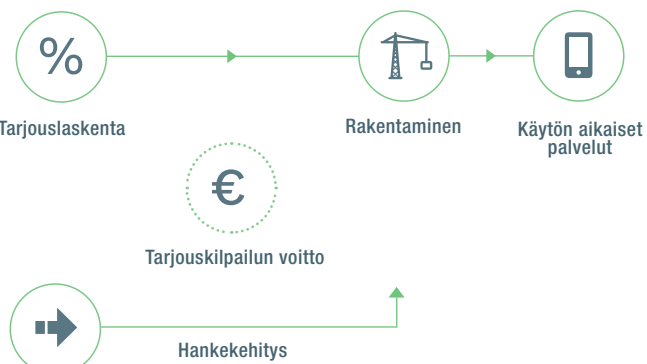 %
Tarjouslaskenta
Rakentaminen
Käytön aikaiset
palvelut
€
Tarjouskilpailun voitto
Hankekehitys